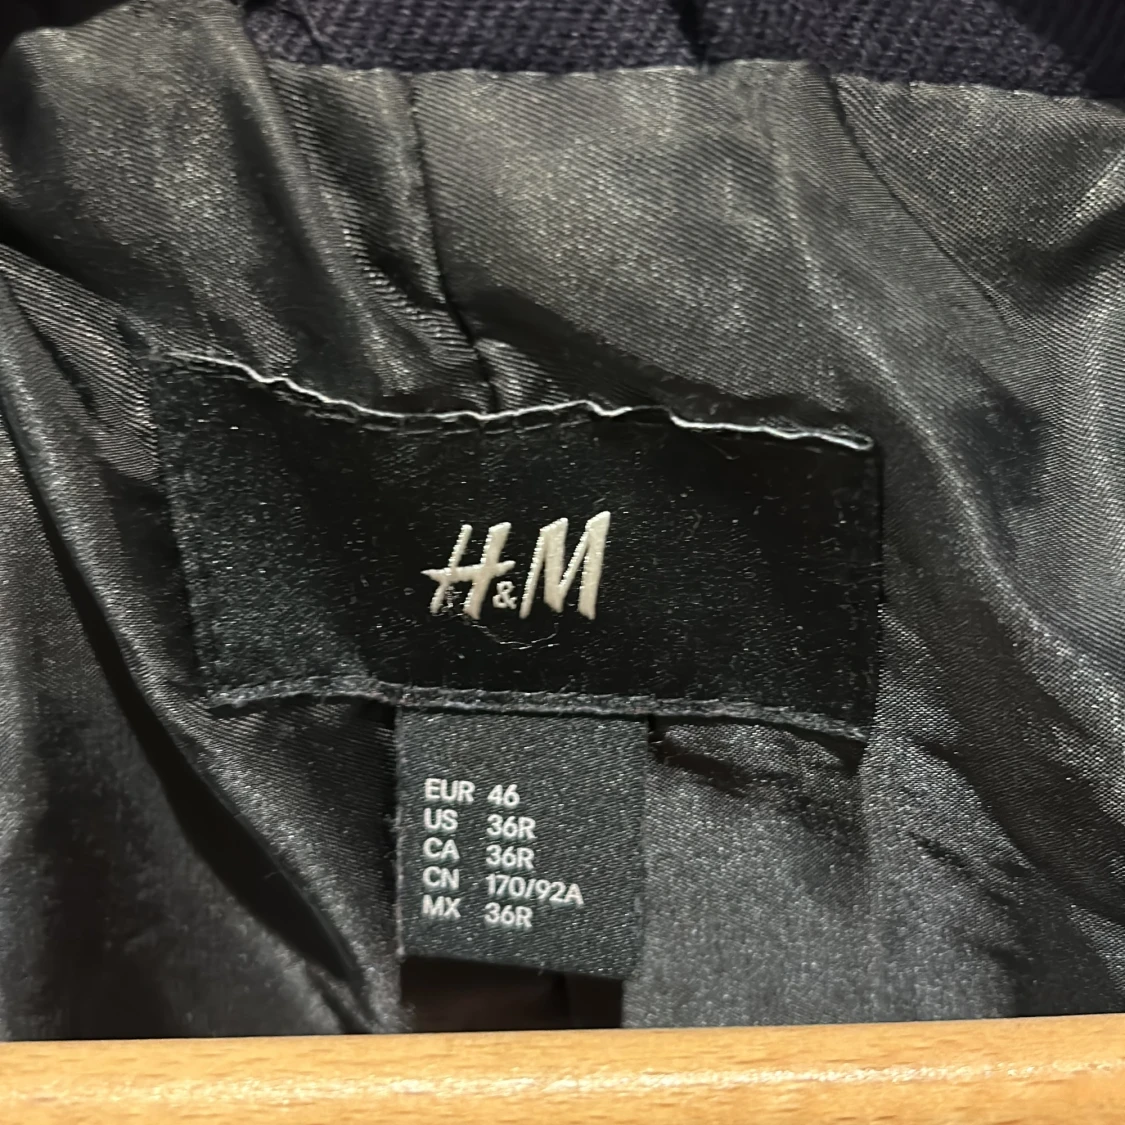 H&M
EUR 46
US 36R
CA 36R
CN 170/92A
MX 36R